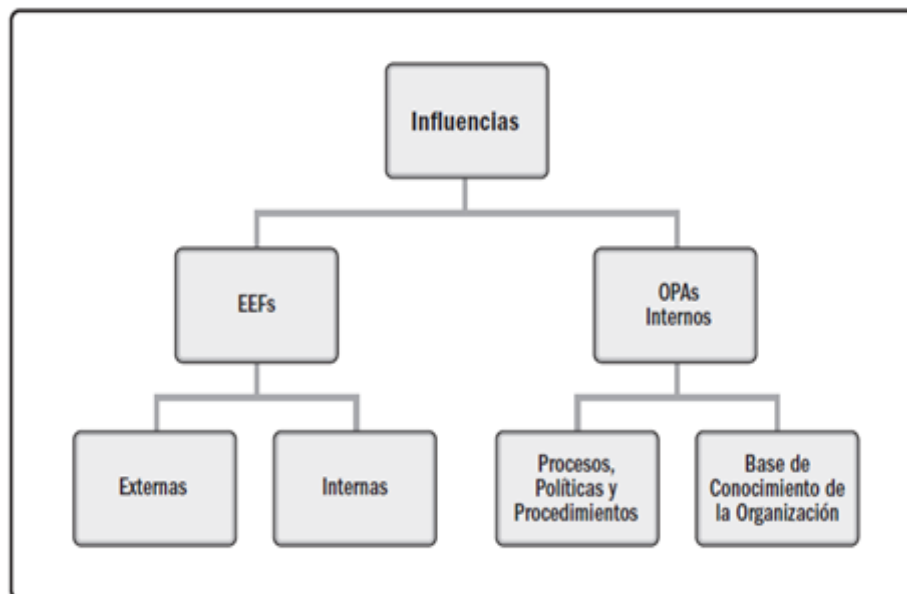 Influencias
EEFs
OPAs
Internos
Externas
Internas
Procesos,
Políticas y
Procedimientos
Base de
Conocimiento de
la Organización